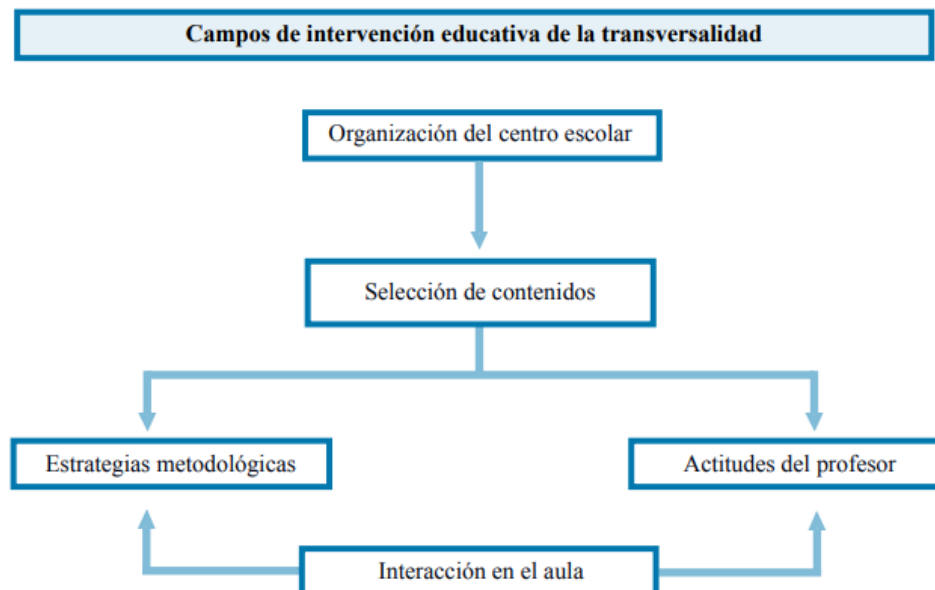 Campos de intervención educativa de la transversalidad
Organización del centro escolar
Selección de contenidos
Estrategias metodológicas
Actitudes del profesor
Interacción en el aula